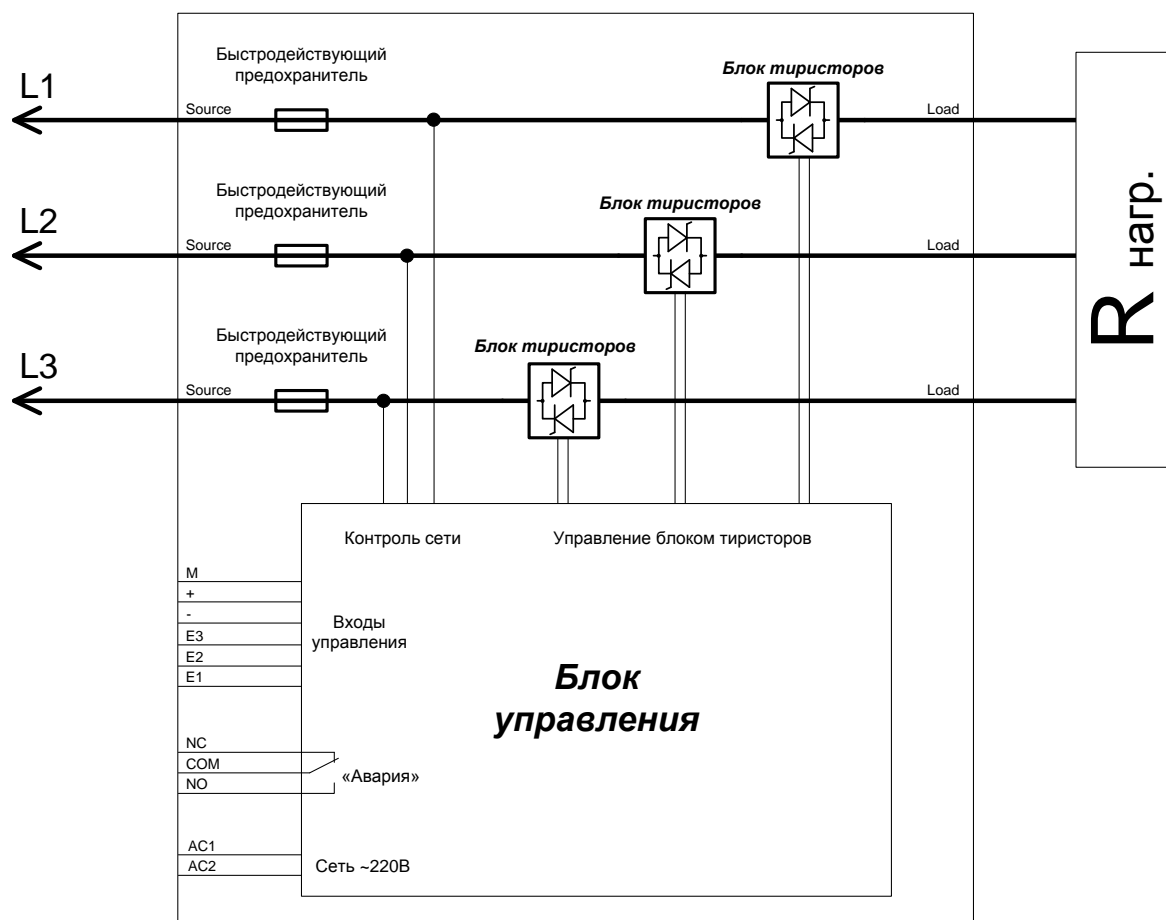 Быстродействующий
предохранитель
Блок тиристоров
L1
Source
Load
Быстродействующий
предохранитель
Блок тиристоров
L2
Source
Load
R нагр.
Быстродействующий
предохранитель
Блок тиристоров
L3
Source
Load
Контроль сети
Управление блоком тиристоров
M
+
-
E3
E2
E1
Входы
управления
Блок
управления
NC
COM
NO
«Авария»
AC1
AC2
Сеть ~220В